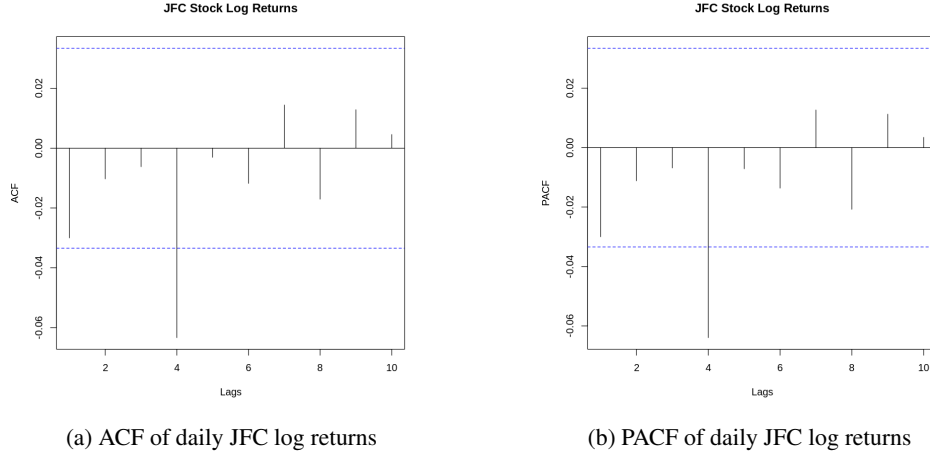 JFC Stock Log Returns
ACF
0.02
0.00
-0.02
-0.04
-0.06
2 4 6 8 10
Lags
(a) ACF of daily JFC log returns
JFC Stock Log Returns
PACF
0.02
0.00
-0.02
-0.04
-0.06
2 4 6 8 10
Lags
(b) PACF of daily JFC log returns